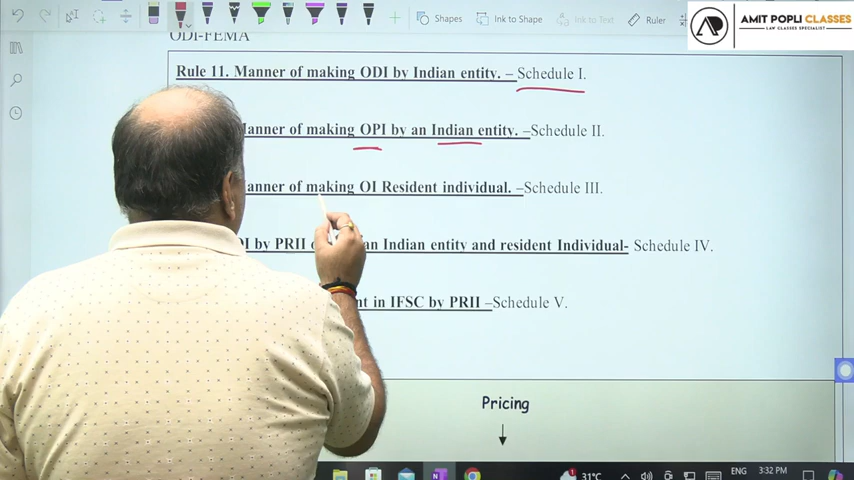 Shapes
Ink to Shape
Ink to Text
Ruler
AMIT POPLI CLASSES
LAW CLASSES SPECIALIST
ODI-FEMA
Rule 11. Manner of making ODI by Indian entity. – Schedule I.
Manner of making OPI by an Indian entity. –Schedule II.
anner of making OI Resident individual. –Schedule III.
DI by PRII o an Indian entity and resident Individual- Schedule IV.
nt in IFSC by PRII –Schedule V.
Pricing
31°C
ENG
3:32 PM